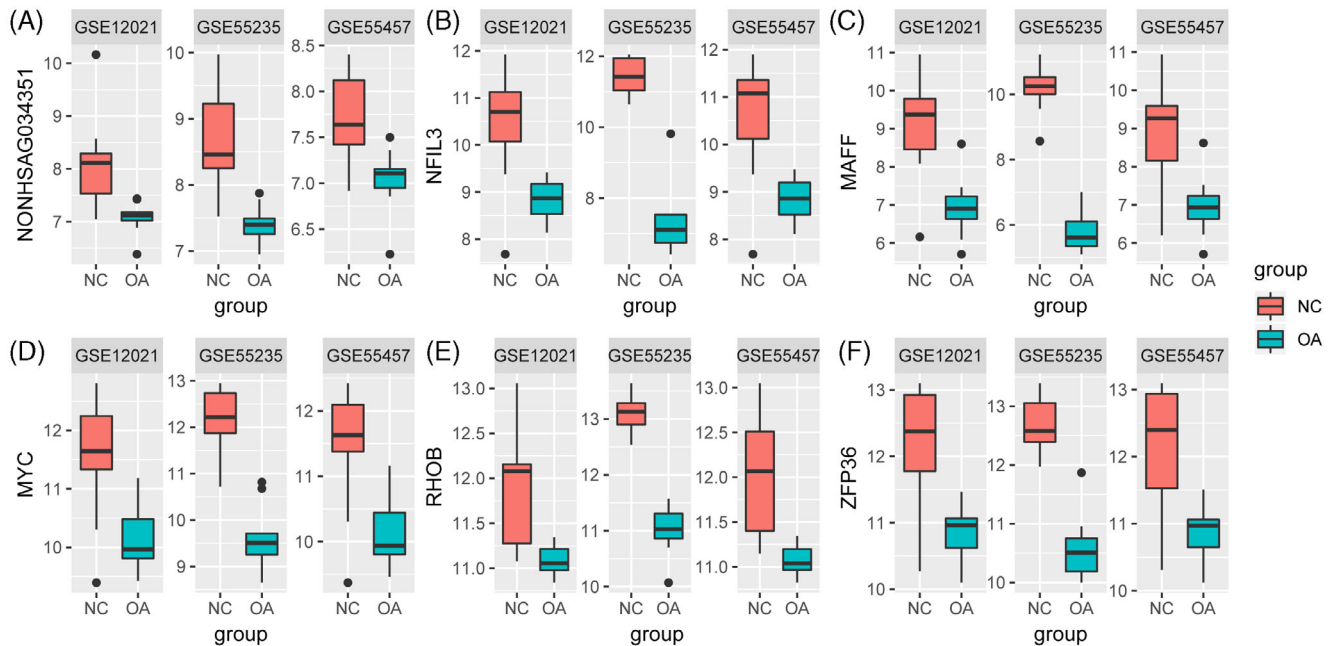 (A)
GSE12021 GSE55235 GSE55457
NONHSAG034351
10 9 8 7
10 9 8 7
8.5 8.0 7.5 7.0 6.5
NC OA NC OA NC OA
group
(B)
GSE12021 GSE55235 GSE55457
NFIL3
12 11 10 9 8
12 10 8
12 11 10 9 8
NC OA NC OA NC OA
group
(C)
GSE12021 GSE55235 GSE55457
MAFF
11 10 9 8 7 6
10 8 6
11 10 9 8 7 6
NC OA NC OA NC OA
group
group
NC
OA
(D)
GSE12021 GSE55235 GSE55457
MYC
12 11 10
13 12 11 10 9
12 11 10
NC OA NC OA NC OA
group
(E)
GSE12021 GSE55235 GSE55457
RHOB
13.0 12.5 12.0 11.5 11.0
13 12 11 10
13.0 12.5 12.0 11.5 11.0
NC OA NC OA NC OA
group
(F)
GSE12021 GSE55235 GSE55457
ZFP36
13 12 11 10
13 12 11 10
13 12 11 10
NC OA NC OA NC OA
group